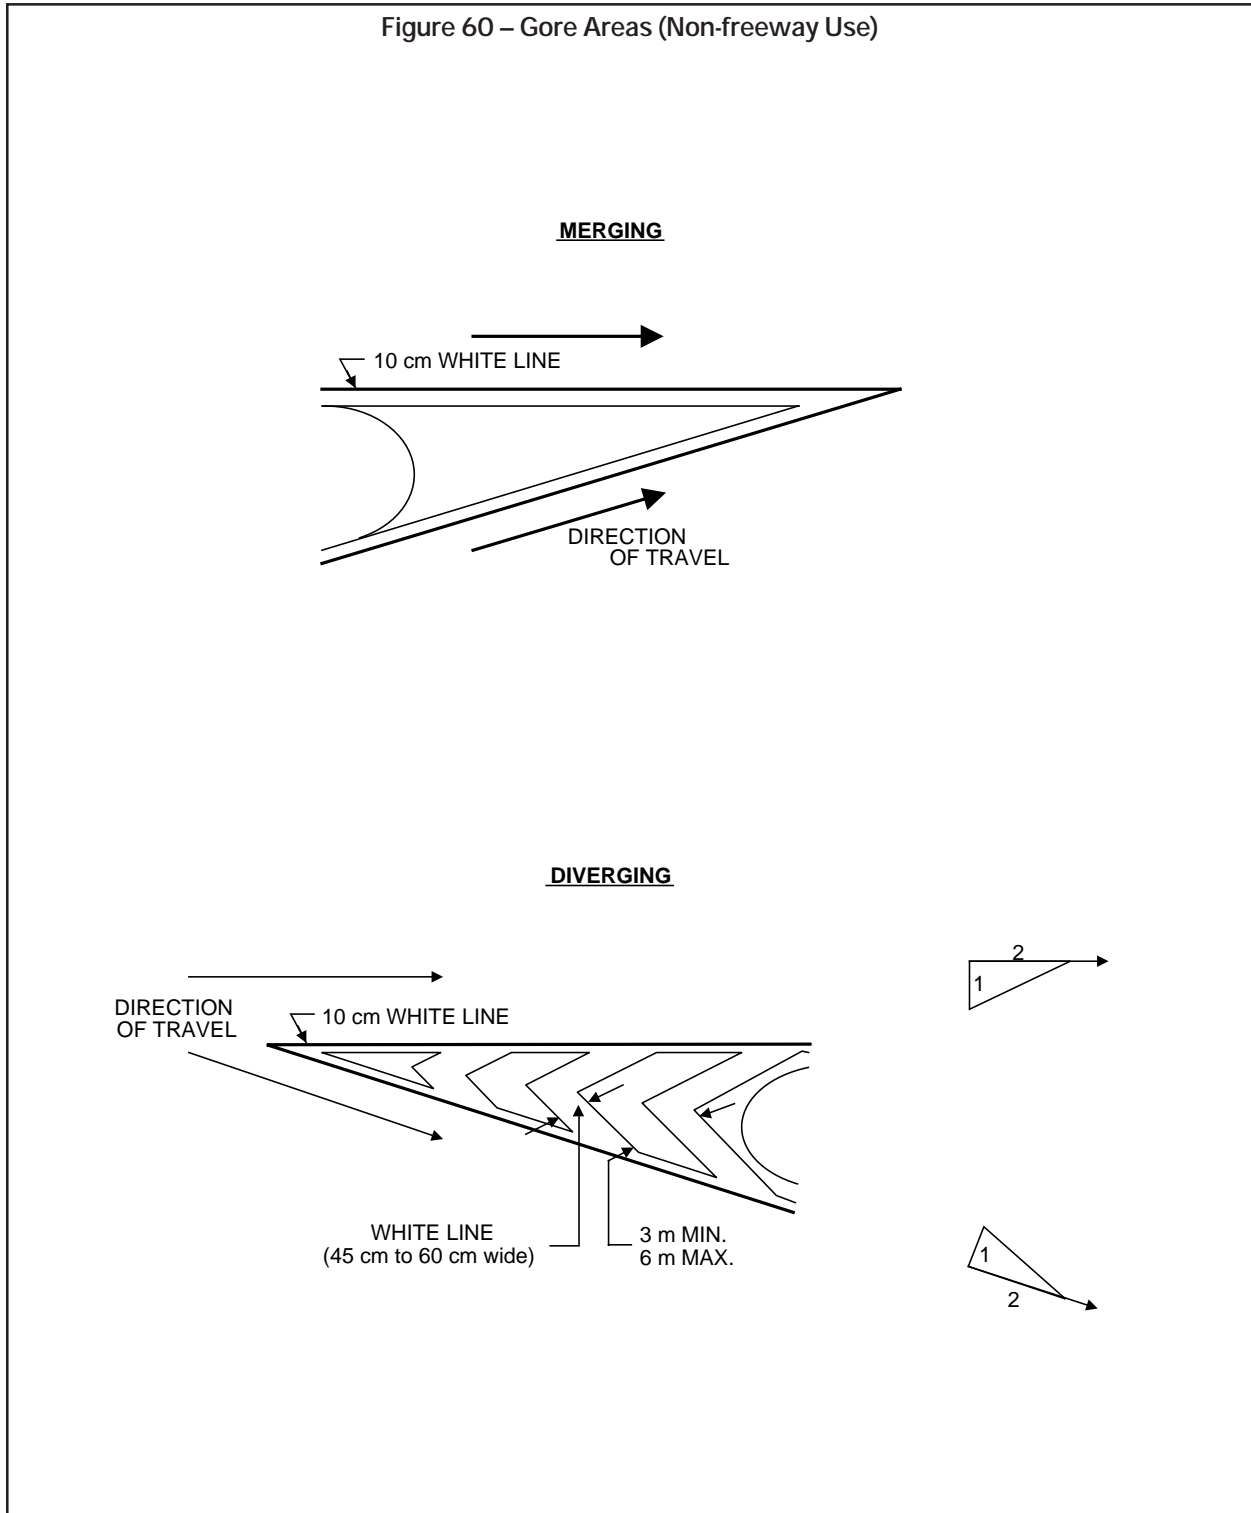 Figure 60 – Gore Areas (Non-freeway Use)
MERGING
10 cm WHITE LINE
DIRECTION
OF TRAVEL
DIVERGING
2
1
DIRECTION
OF TRAVEL
10 cm WHITE LINE
WHITE LINE
(45 cm to 60 cm wide)
3 m MIN.
6 m MAX.
1
2